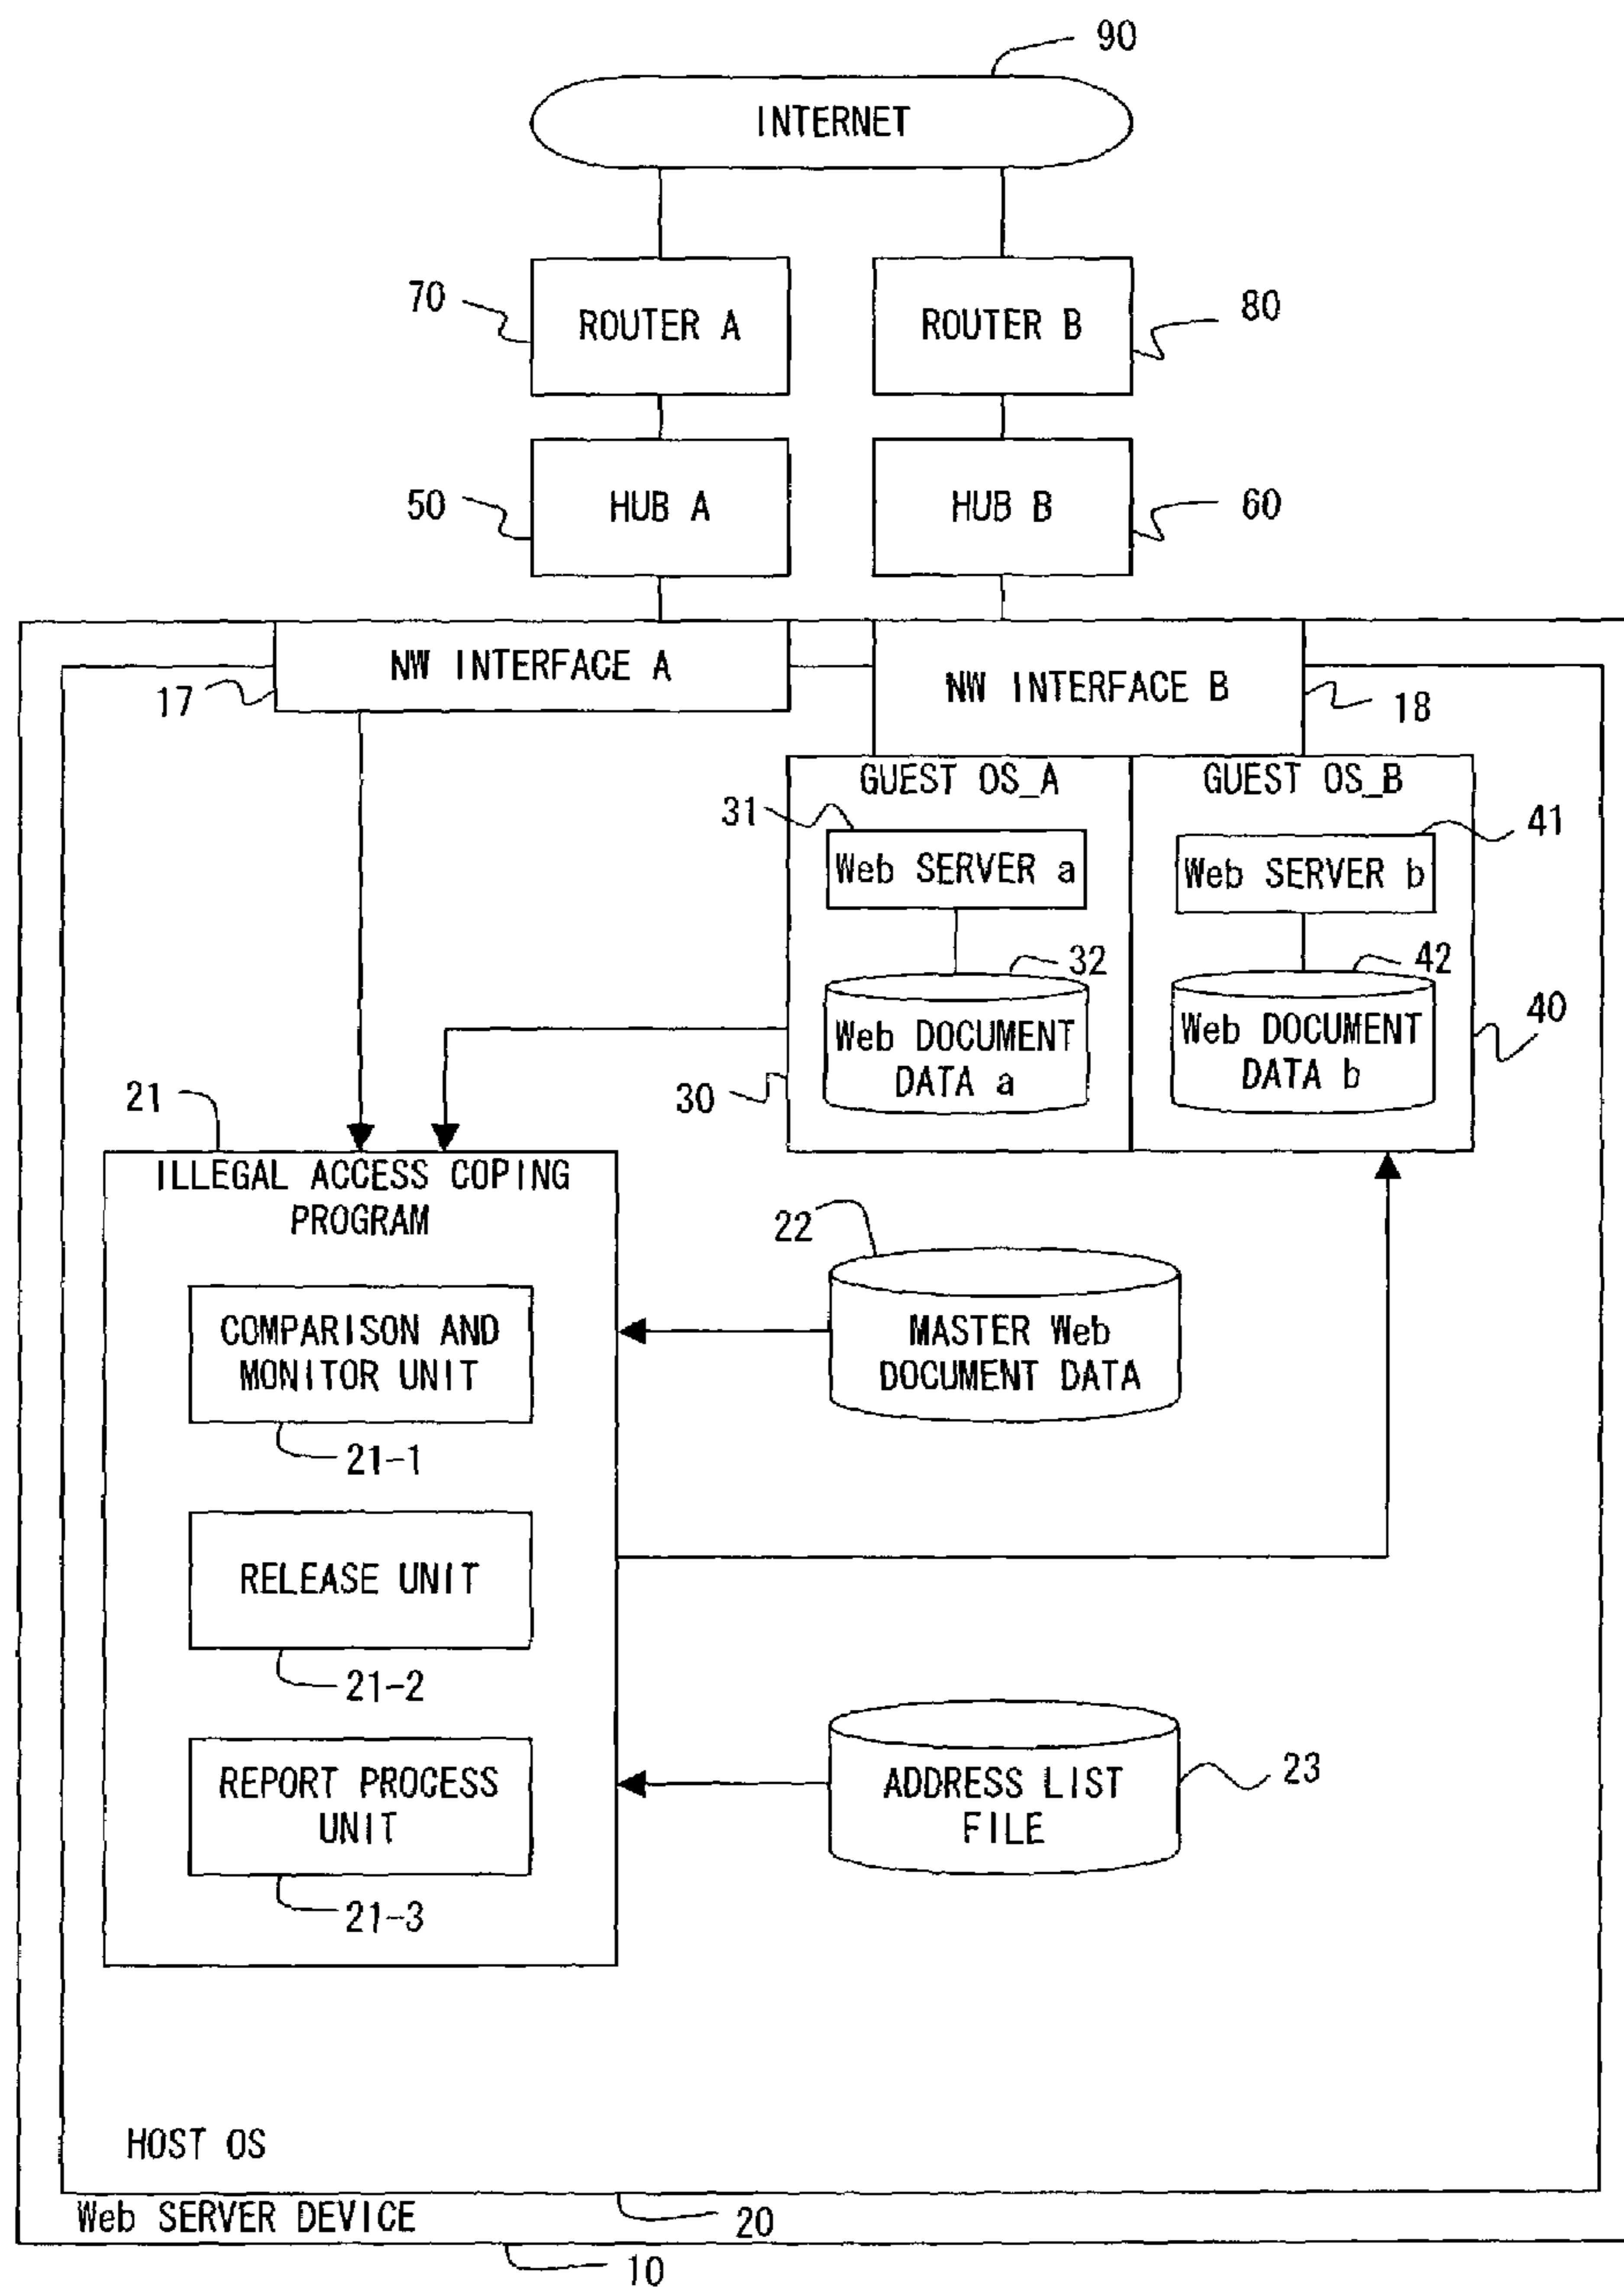 90
INTERNET
70
ROUTER A
ROUTER B
80
50
HUB A
HUB B
60
NW INTERFACE A
17
NW INTERFACE B
18
GUEST OS_A
GUEST OS_B
31
41
Web SERVER a
Web SERVER b
32
42
Web DOCUMENT
DATA a
Web DOCUMENT
DATA b
40
30
21
ILLEGAL ACCESS COPING
PROGRAM
22
COMPARISON AND
MONITOR UNIT
21-1
MASTER Web
DOCUMENT DATA
RELEASE UNIT
21-2
REPORT PROCESS
UNIT
21-3
ADDRESS LIST
FILE
23
HOST OS
Web SERVER DEVICE
20
10